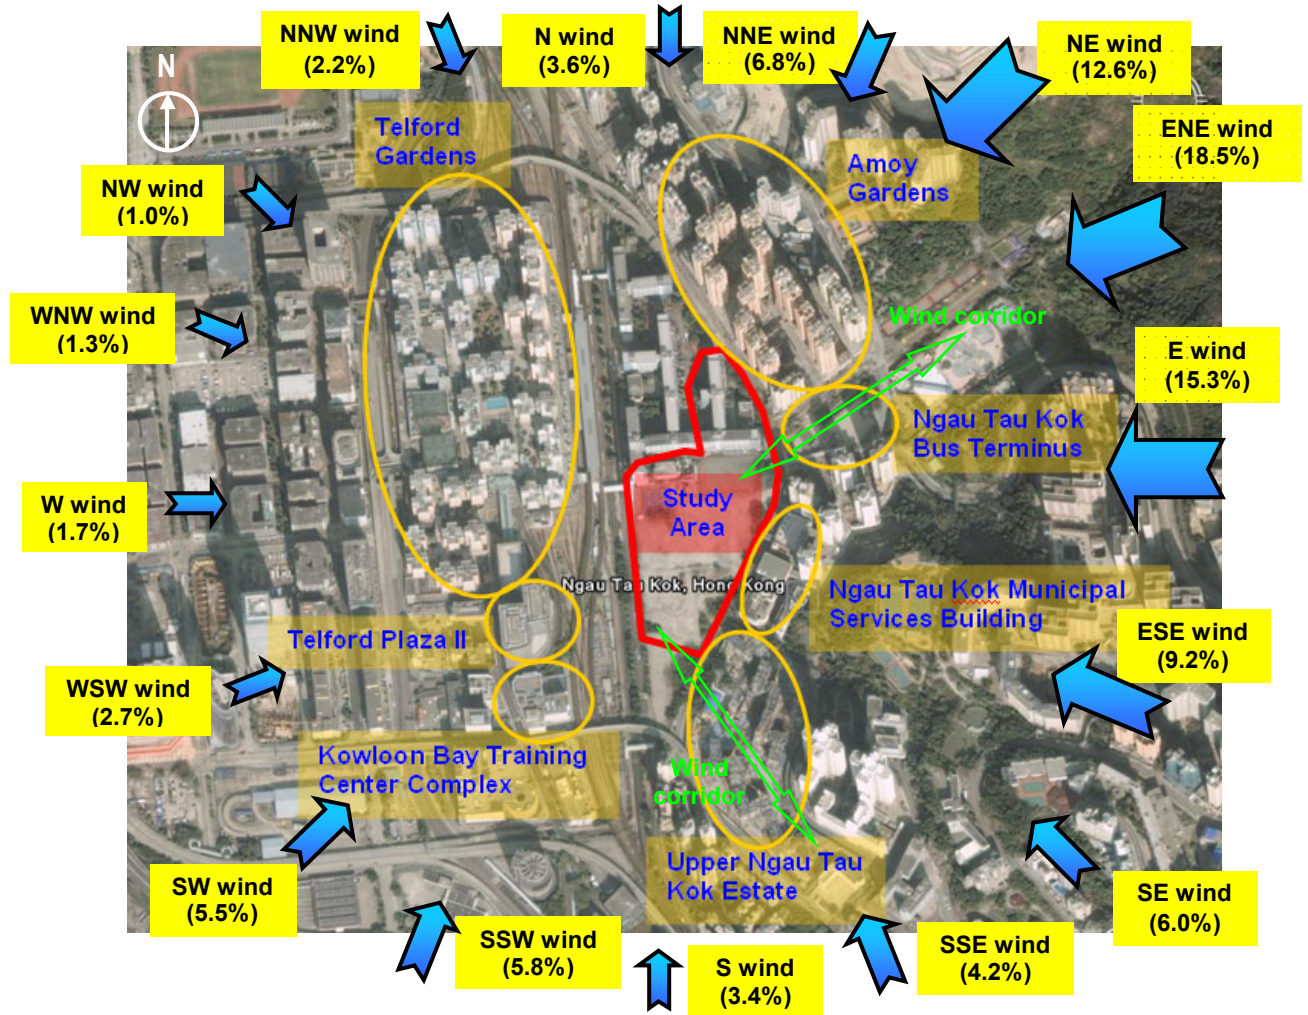 NNW wind
(2.2%)
N wind
(3.6%)
NNE wind
(6.8%)
NE wind
(12.6%)
ENE wind
(18.5%)
N
Telford
Gardens
Amoy
Gardens
NW wind
(1.0%)
WNW wind
(1.3%)
Wind corridor
E wind
(15.3%)
Ngau Tau Kok
Bus Terminus
W wind
(1.7%)
Study
Area
Ngau Tau Kok, Hong Kong
Ngau Tau Kok Municipal
Services Building
Telford Plaza II
ESE wind
(9.2%)
WSW wind
(2.7%)
Kowloon Bay Training
Center Complex
Wind
corridor
Upper Ngau Tau
Kok Estate
SW wind
(5.5%)
SE wind
(6.0%)
SSW wind
(5.8%)
SSE wind
(4.2%)
S wind
(3.4%)